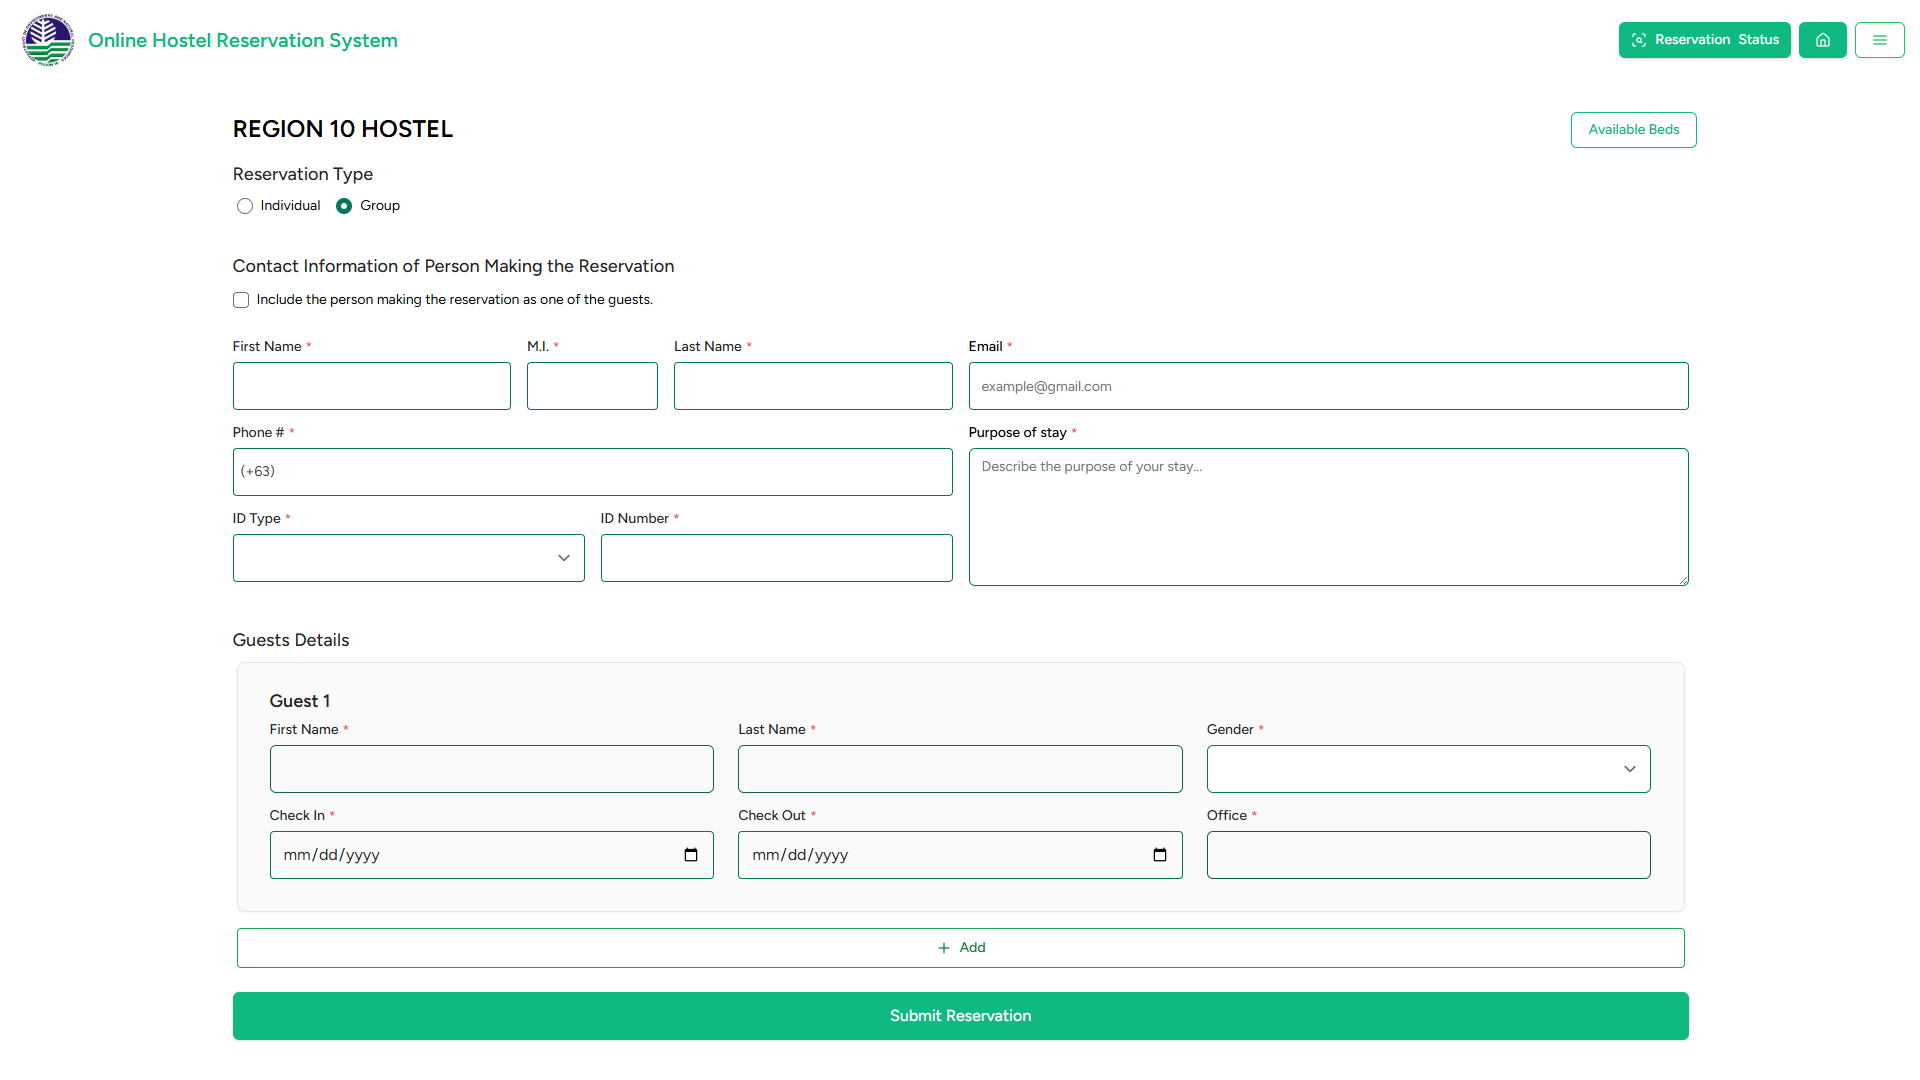 Online Hostel Reservation System
Reservation Status
REGION 10 HOSTEL
Available Beds
Reservation Type
Individual
Group
Contact Information of Person Making the Reservation
Include the person making the reservation as one of the guests.
First Name *
M.I. *
Last Name *
Email *
example@gmail.com
Phone # *
Purpose of stay *
(+63)
Describe the purpose of your stay...
ID Type *
ID Number *
Guests Details
Guest 1
First Name *
Last Name *
Gender *
Check In *
Check Out *
Office *
mm/dd/yyyy
mm/dd/yyyy
+ Add
Submit Reservation